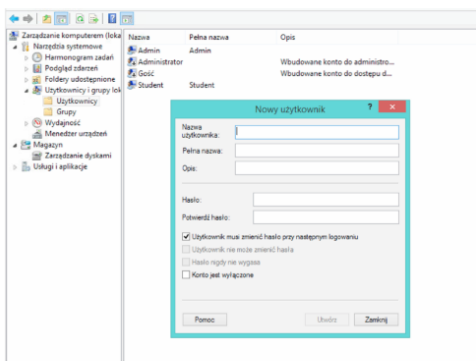 Zarządzanie komputerem (loka
Narzędzia systemowe
Harmonogram zadań
Podgląd zdarzeń
Foldery udostępnione
Użytkownicy i grupy lok
Użytkownicy
Grupy
Wydajność
Menedżer urządzeń
Magazyn
Zarządzanie dyskami
Usługi i aplikacje
Nazwa Pełna nazwa Opis
Admin Admin
Administrator Wbudowane konto do administro...
Gość Wbudowane konto do dostępu d...
Student Student
Nowy użytkownik ? x
Nazwa
użytkownika:
Pełna nazwa:
Opis:
Hasło:
Potwierdź hasło:
Użytkownik musi zmienić hasło przy następnym logowaniu
Użytkownik nie może zmienić hasła
Hasło nigdy nie wygasa
Konto jest wyłączone
Pomoc Utwórz Zamknij